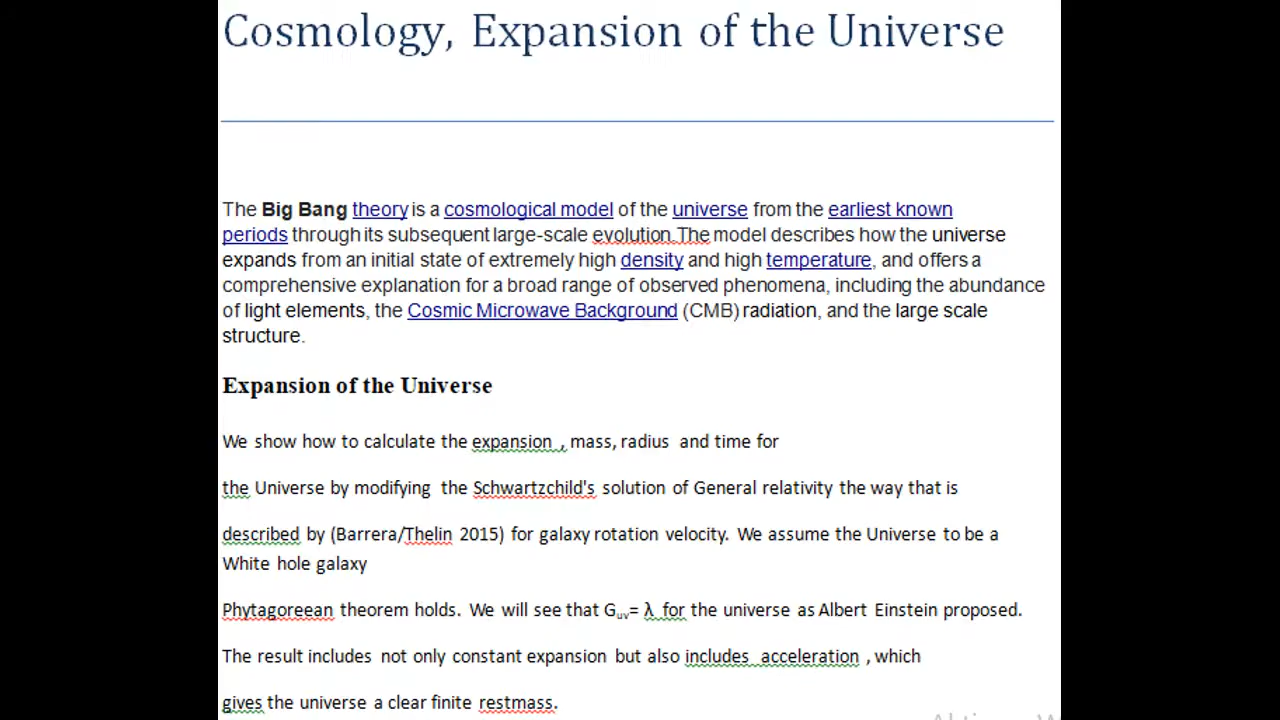 Cosmology, Expansion of the Universe
The Big Bang theory is a cosmological model of the universe from the earliest known
periods through its subsequent large-scale evolution.The model describes how the universe
expands from an initial state of extremely high density and high temperature, and offers a
comprehensive explanation for a broad range of observed phenomena, including the abundance
of light elements, the Cosmic Microwave Background (CMB) radiation, and the large scale
structure.
Expansion of the Universe
We show how to calculate the expansion , mass, radius and time for
the Universe by modifying the Schwartzchild's solution of General relativity the way that is
described by (Barrera/Thelin 2015) for galaxy rotation velocity. We assume the Universe to be a
White hole galaxy
Phytagoreean theorem holds. We will see that Guv= λ for the universe as Albert Einstein proposed.
The result includes not only constant expansion but also includes acceleration , which
gives the universe a clear finite restmass.